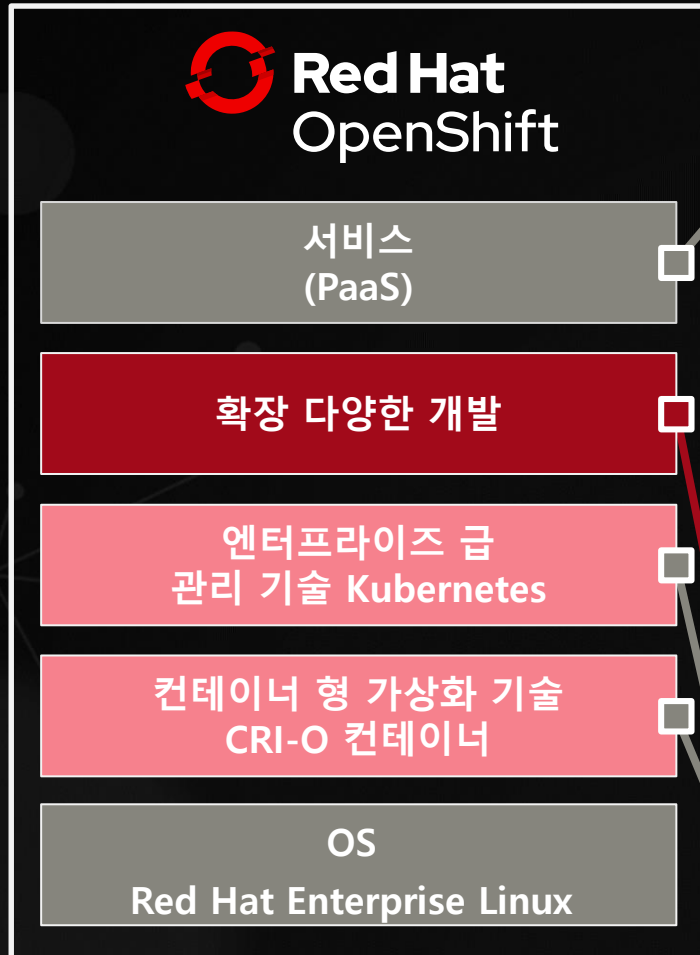 Red Hat
OpenShift
서비스
(PaaS)
확장 다양한 개발
엔터프라이즈 급
관리 기술 Kubernetes
컨테이너 형 가상화 기술
CRI-O 컨테이너
OS
Red Hat Enterprise Linux